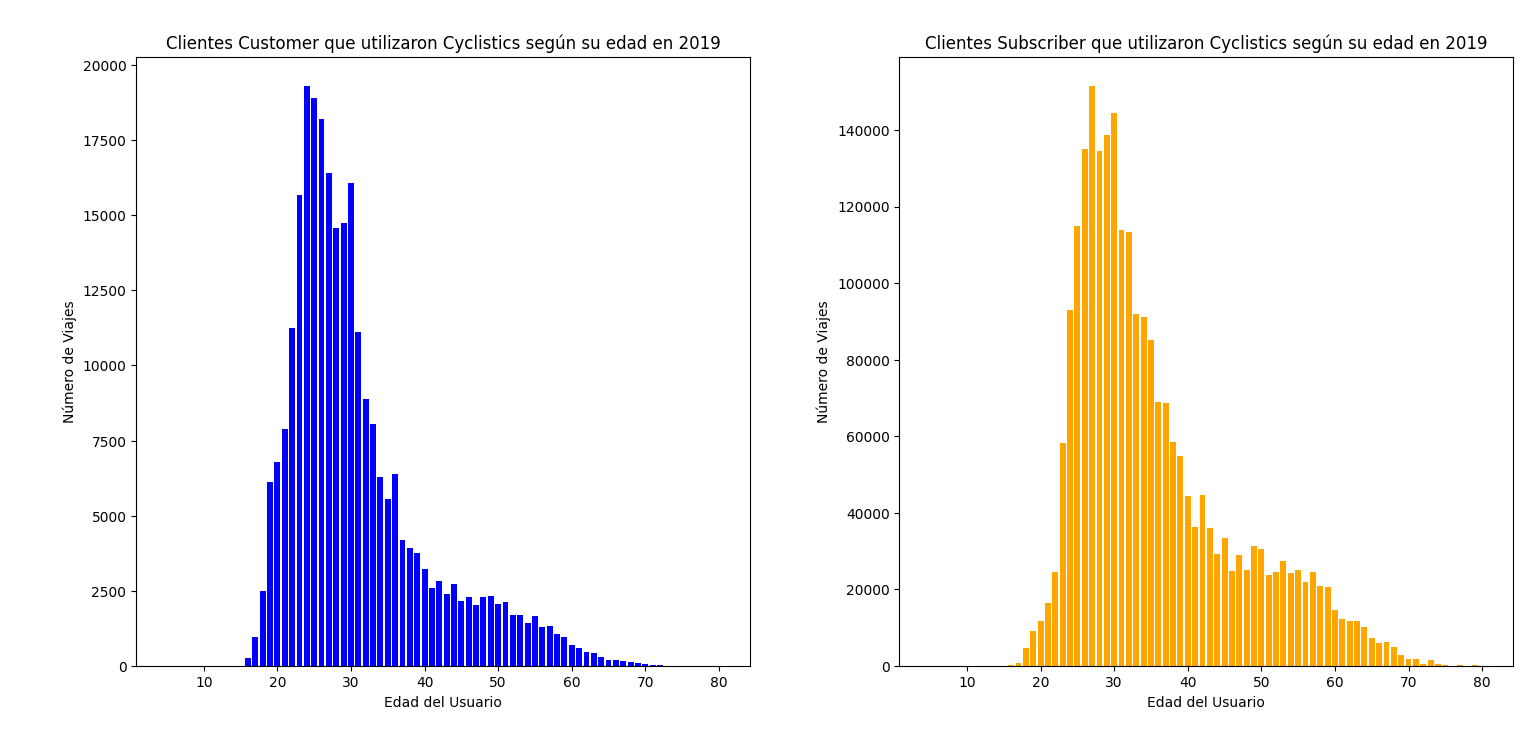 Clientes Customer que utilizaron Cyclistics según su edad en 2019
20000
17500
15000
12500
10000
7500
5000
2500
0
Número de Viajes
10 20 30 40 50 60 70 80
Edad del Usuario
Clientes Subscriber que utilizaron Cyclistics según su edad en 2019
140000
120000
100000
80000
60000
40000
20000
0
Número de Viajes
10 20 30 40 50 60 70 80
Edad del Usuario